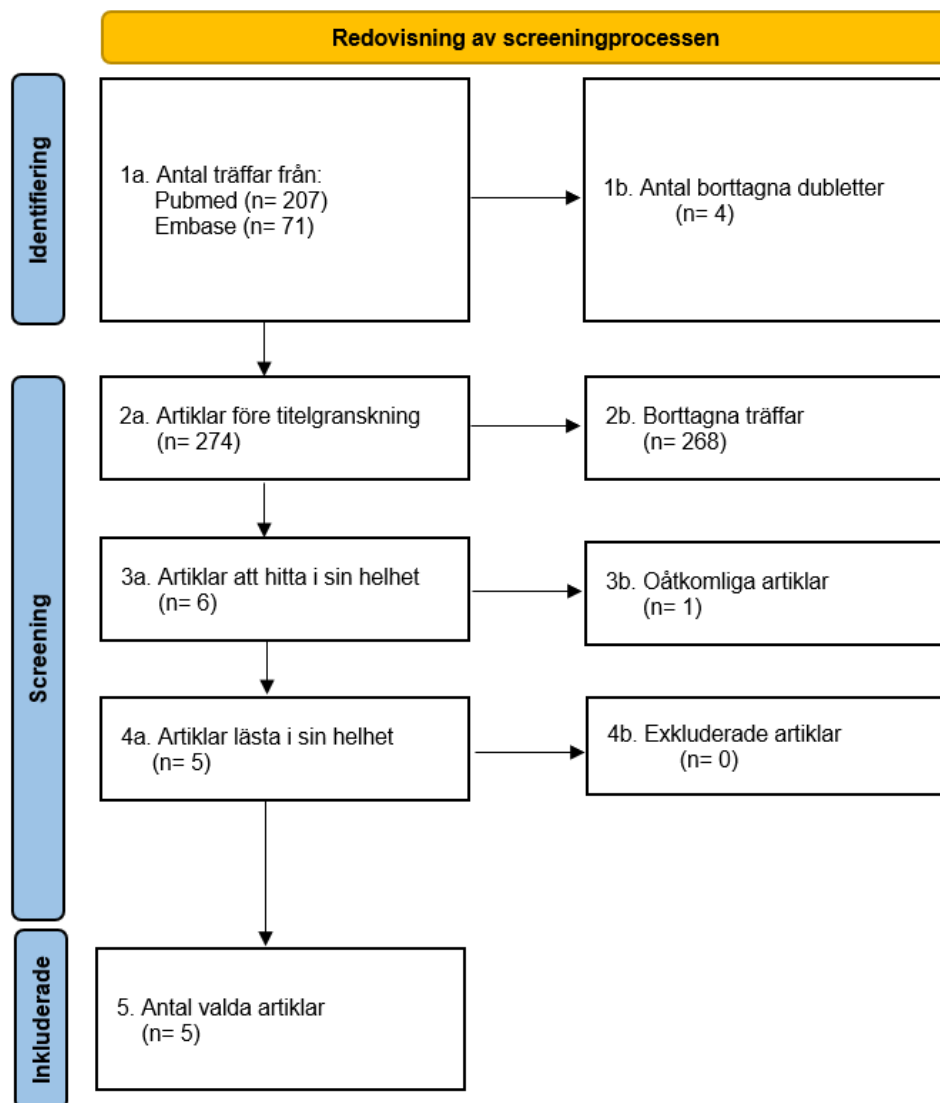 Redovisning av screeningprocessen
Identifiering
1a. Antal träffar från:
Pubmed (n= 207)
Embase (n= 71)
1b. Antal borttagna dubletter
(n= 4)
Screening
2a. Artiklar före titelgranskning
(n= 274)
2b. Borttagna träffar
(n= 268)
3a. Artiklar att hitta i sin helhet
(n= 6)
3b. Oåtkomliga artiklar
(n= 1)
4a. Artiklar lästa i sin helhet
(n= 5)
4b. Exkluderade artiklar
(n= 0)
Inkluderade
5. Antal valda artiklar
(n= 5)